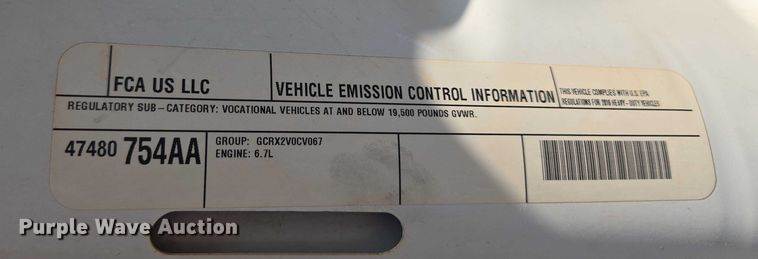 FCA US LLC
VEHICLE EMISSION CONTROL INFORMATION
THIS VEHICLE COMPLIES WITH U.S. EPA
REGULATIONS FOR 2016 HEAVY-DUTY VEHICLES
REGULATORY SUB-CATEGORY: VOCATIONAL VEHICLES AT AND BELOW 19,500 POUNDS GVWR.
47480 754AA
GROUP: GCRX2VOCV067
ENGINE: 6.7L
Purple Wave Auction